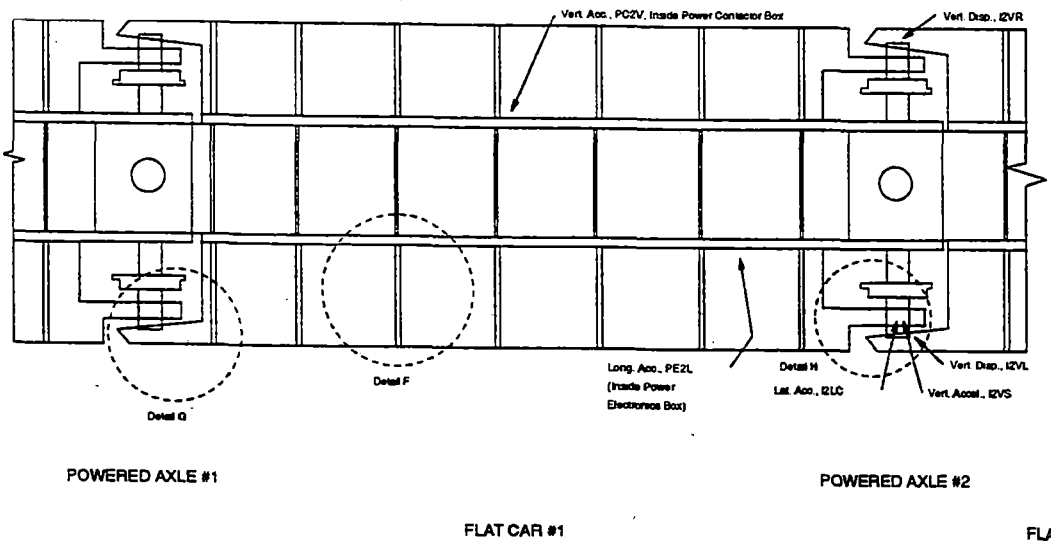 Vert. Acc., PC2V, Inside Power Contactor Box
Vert. Disp., I2VR
Detail F
Detail G
Long. Acc., PE2L
(Inside Power
Electronics Box)
Detail H
Lat. Acc., I2LC
Vert. Disp., I2VL
Vert. Accel., I2VS
POWERED AXLE #1
POWERED AXLE #2
FLAT CAR #1
FLA